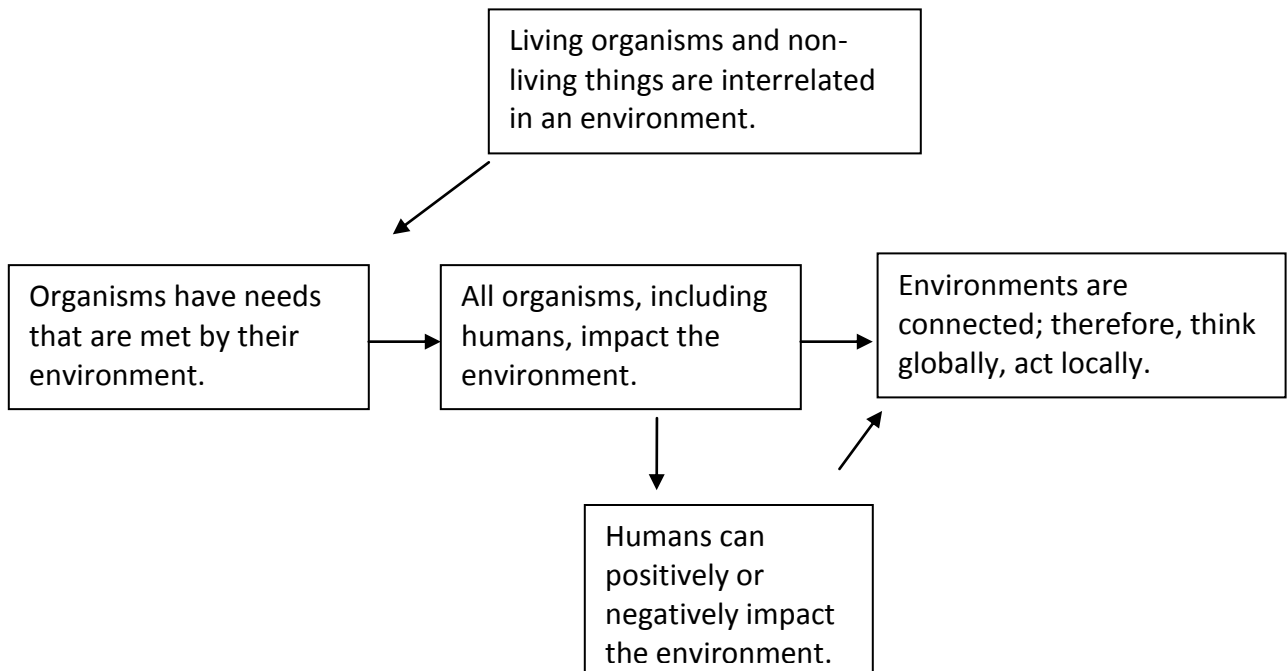 Living organisms and non-
living things are interrelated
in an environment.
Organisms have needs
that are met by their
environment.
All organisms, including
humans, impact the
environment.
Environments are
connected; therefore, think
globally, act locally.
Humans can
positively or
negatively impact
the environment.